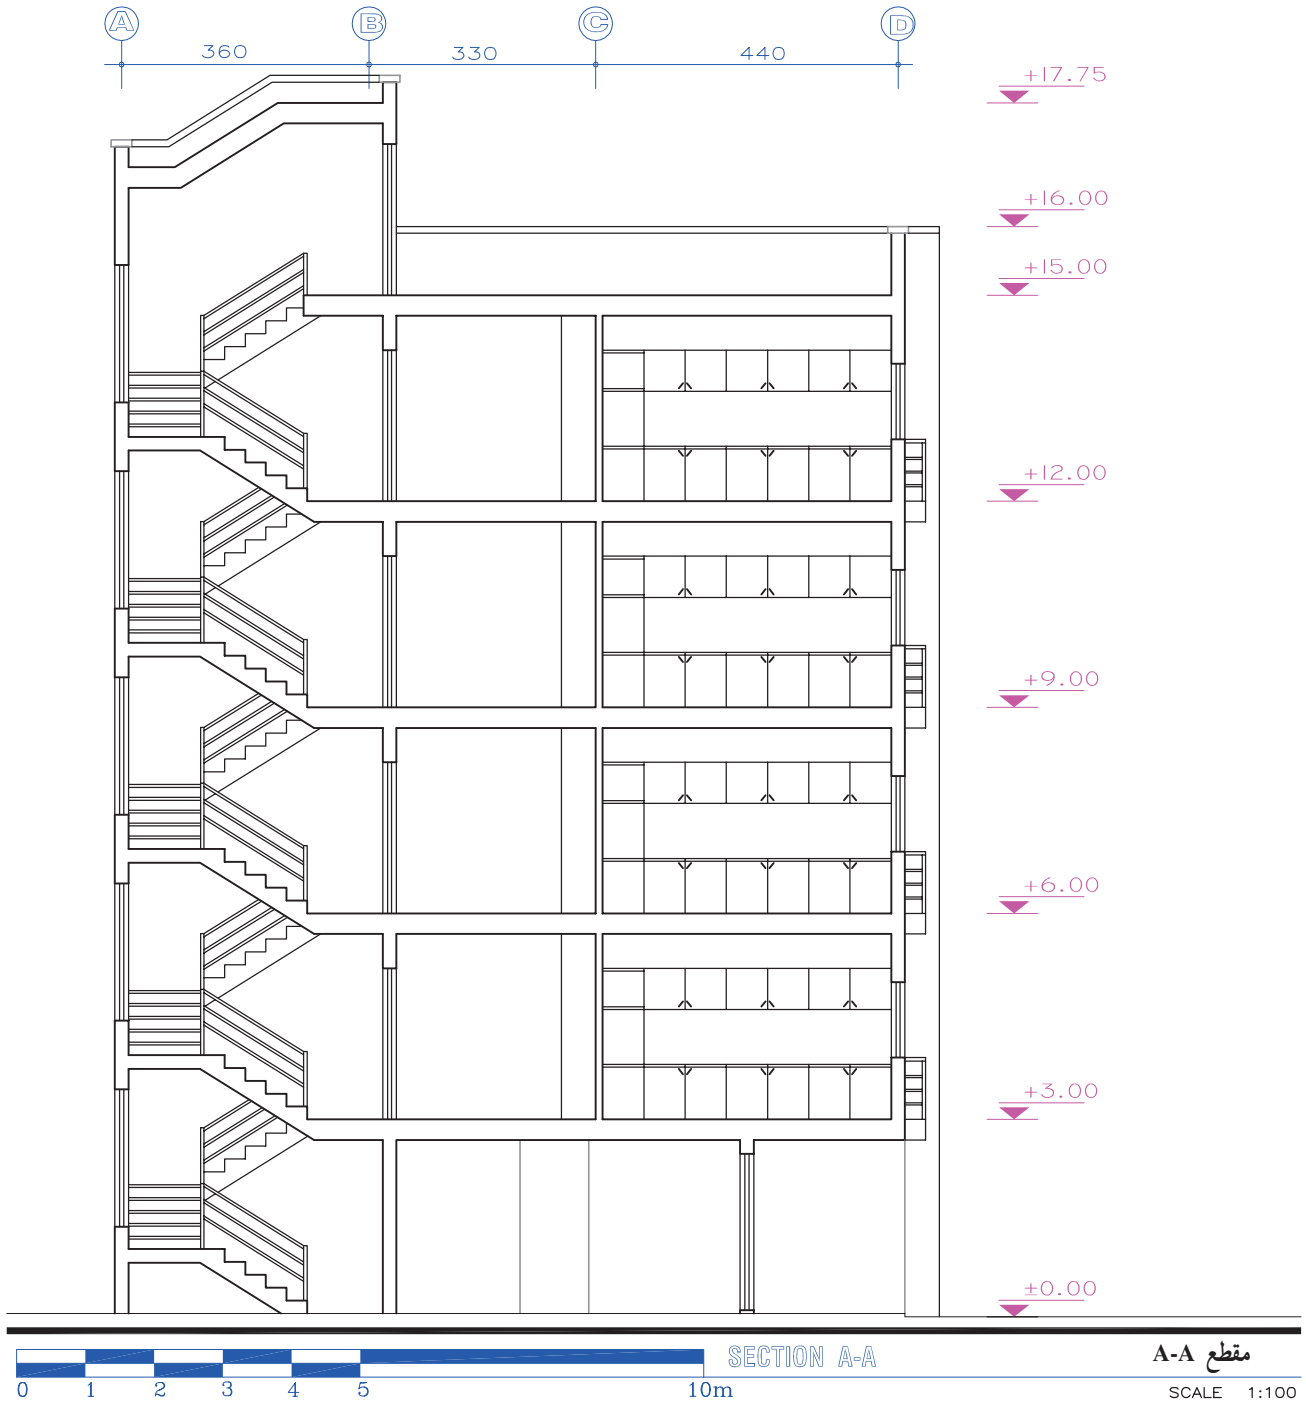 A B C D
360 330 440
+17.75
+16.00
+15.00
+12.00
+9.00
+6.00
+3.00
±0.00
SECTION A-A
مقطع A-A
0 1 2 3 4 5 10m
SCALE 1:100